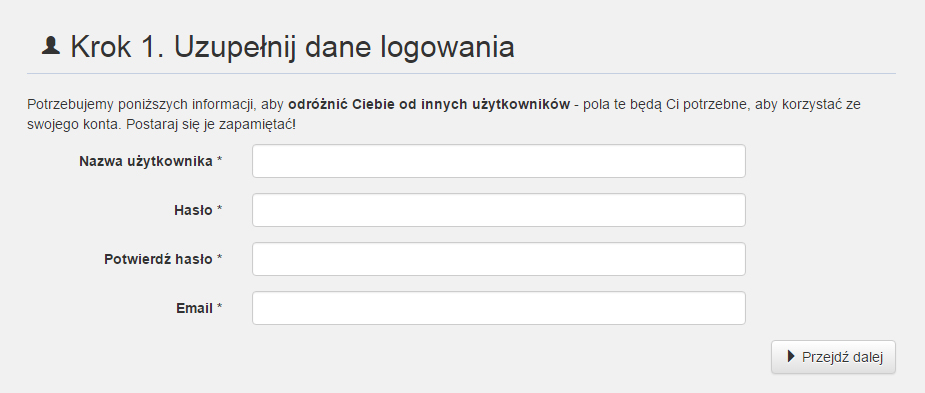 Krok 1. Uzupełnij dane logowania
Potrzebujemy poniższych informacji, aby odróżnić Ciebie od innych użytkowników - pola te będą Ci potrzebne, aby korzystać ze
swojego konta. Postaraj się je zapamiętać!
Nazwa użytkownika *
Hasło *
Potwierdź hasło *
Email *
Przejdź dalej